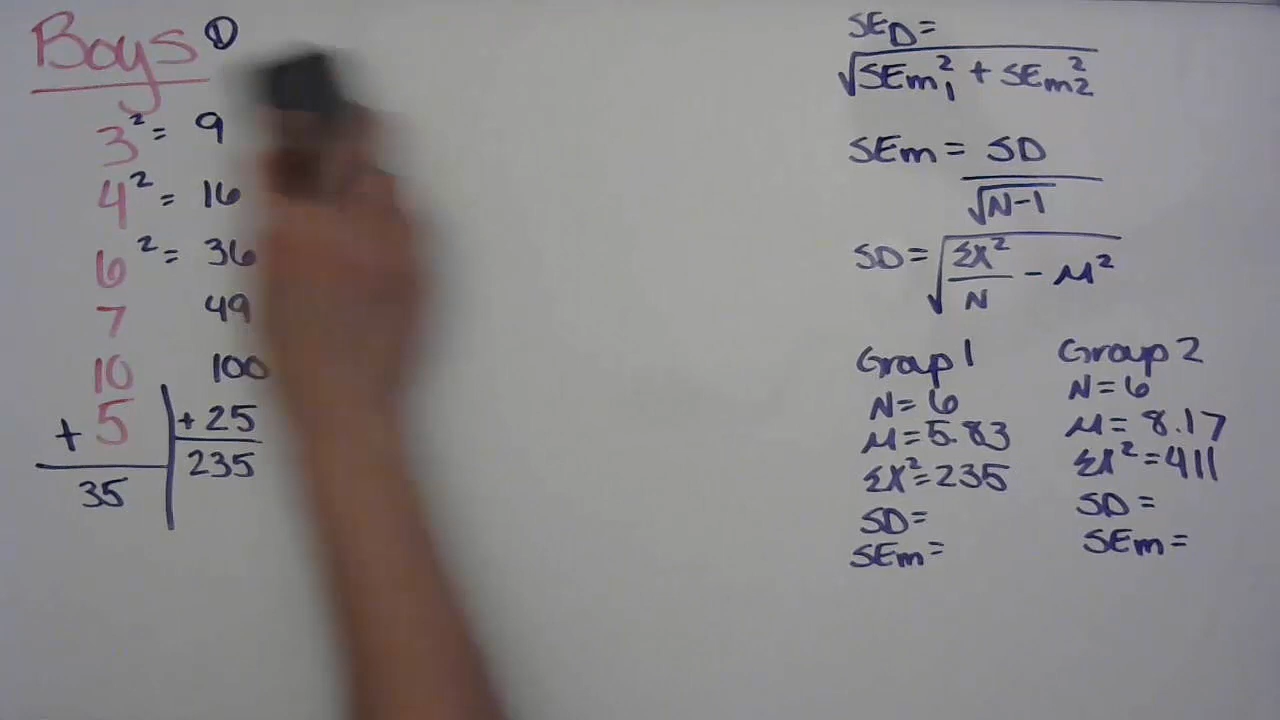 Boys ①
3² = 9
4² = 16
6² = 36
7 49
10 100
+ 5 + 25
35 235
SE_D =
√SEm₁² + SEm₂²
SEm = SD
√N-1
SD = √ΣX²
N - μ²
Group 1
N = 6
μ = 5.83
ΣX² = 235
SD =
SEm =
Group 2
N = 6
μ = 8.17
ΣX² = 411
SD =
SEm =